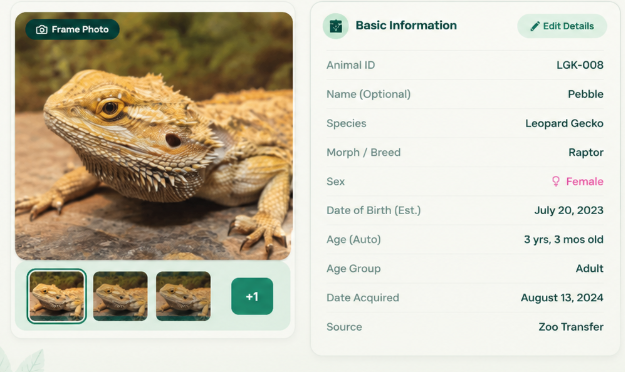 Frame Photo
+1
Basic Information
Edit Details
Animal ID LGK-008
Name (Optional) Pebble
Species Leopard Gecko
Morph / Breed Raptor
Sex ♀ Female
Date of Birth (Est.) July 20, 2023
Age (Auto) 3 yrs, 3 mos old
Age Group Adult
Date Acquired August 13, 2024
Source Zoo Transfer